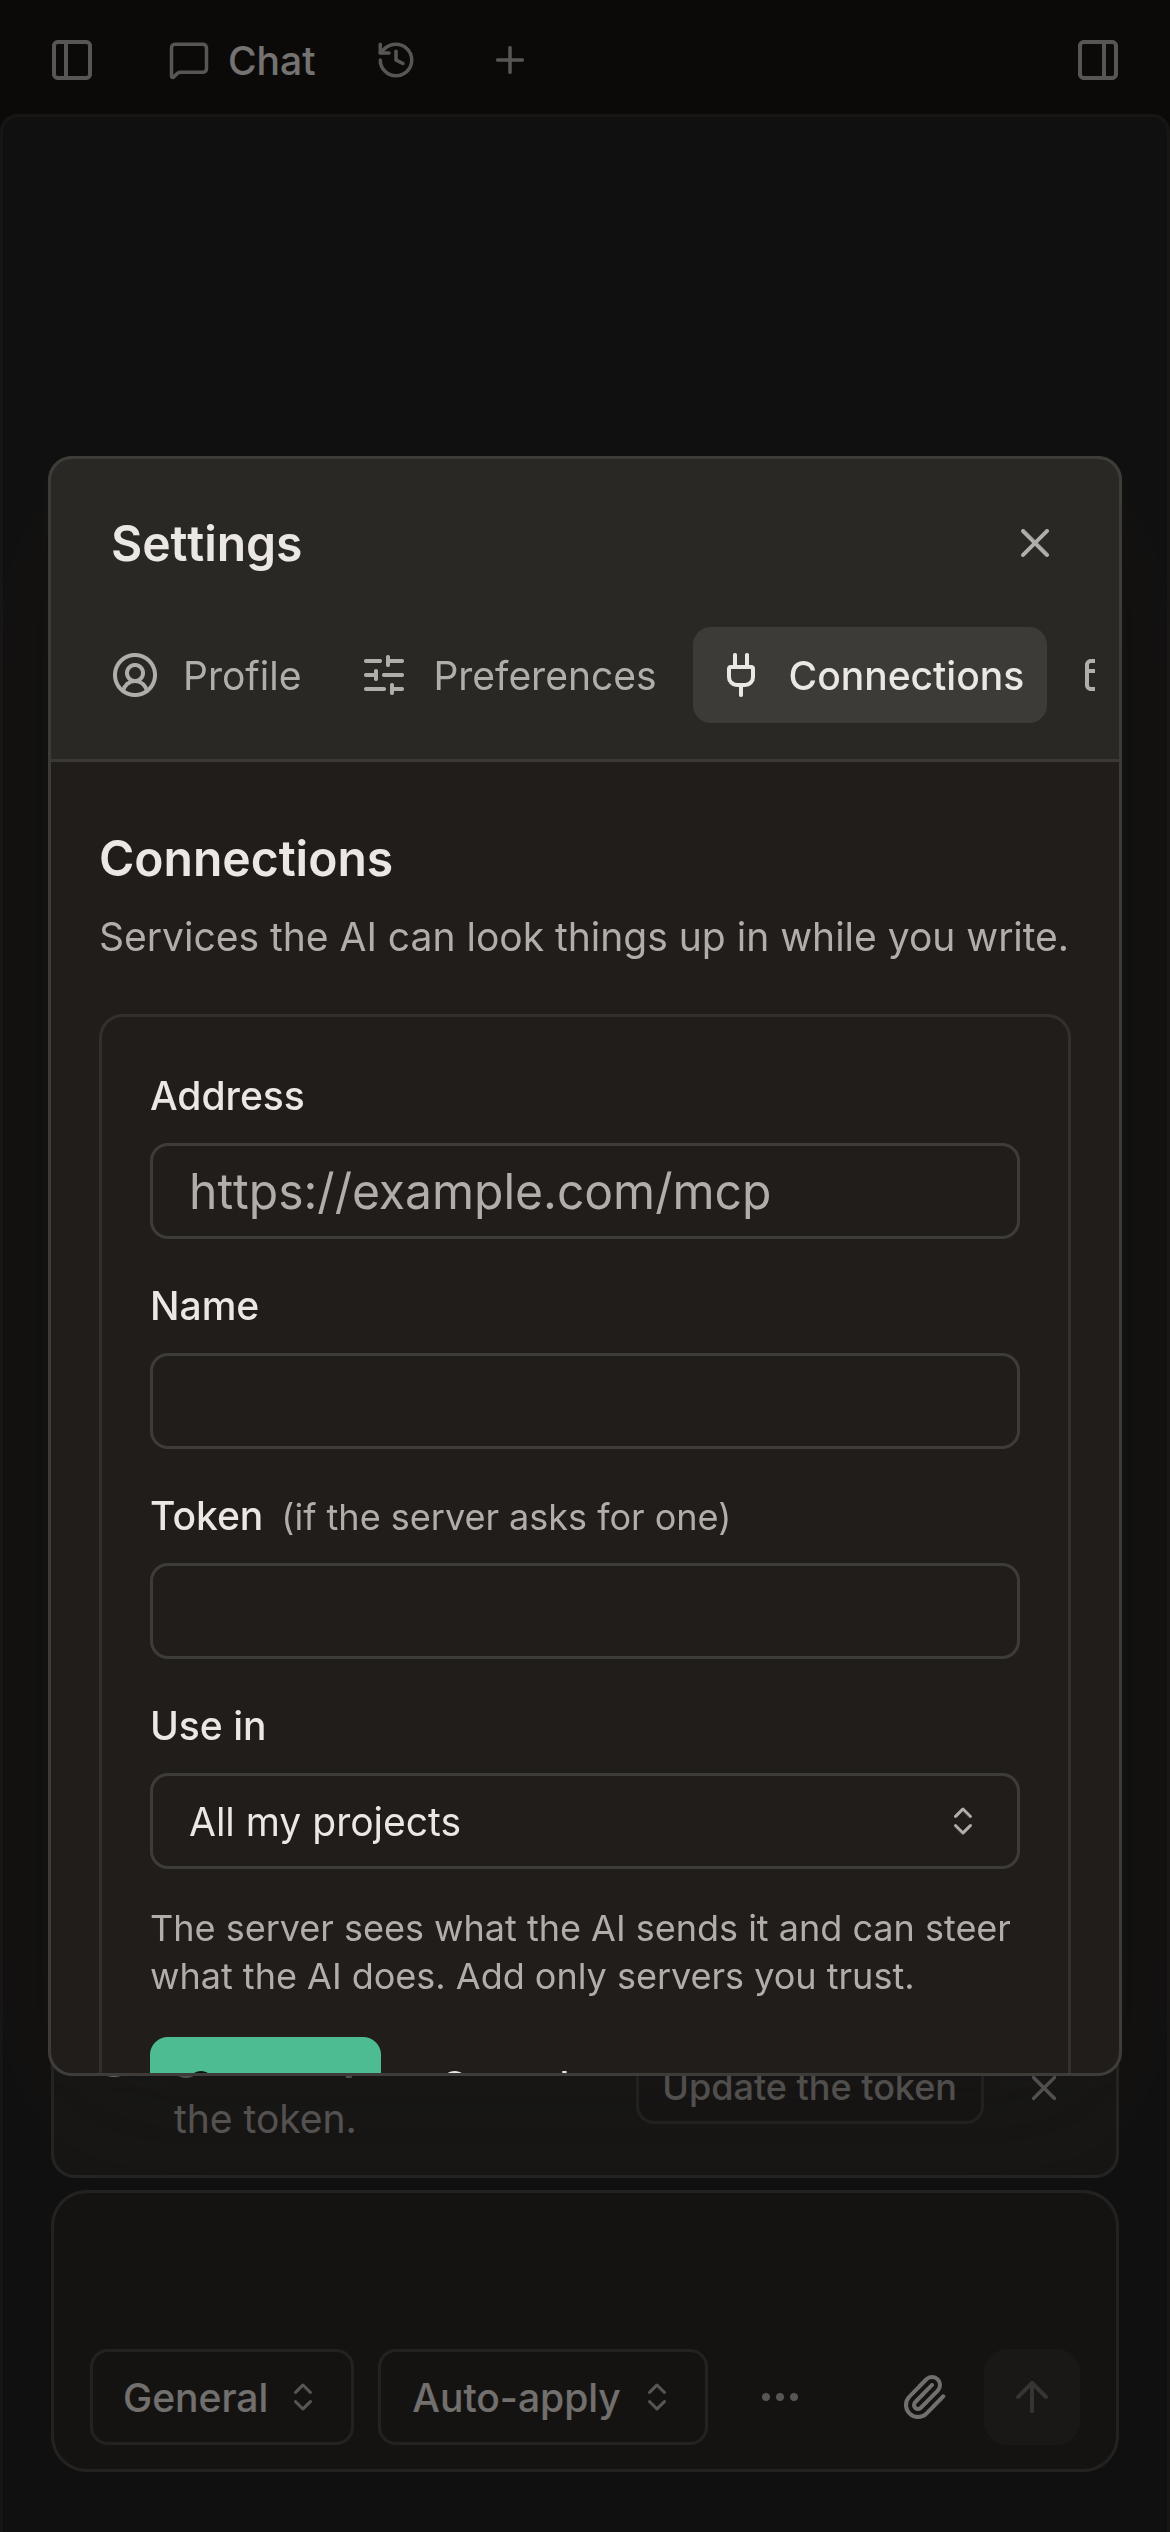 Chat
Settings
Profile
Preferences
Connections
Connections
Services the AI can look things up in while you write.
Address
https://example.com/mcp
Name
Token (if the server asks for one)
Use in
All my projects
The server sees what the AI sends it and can steer
what the AI does. Add only servers you trust.
Update the token
the token.
General
Auto-apply